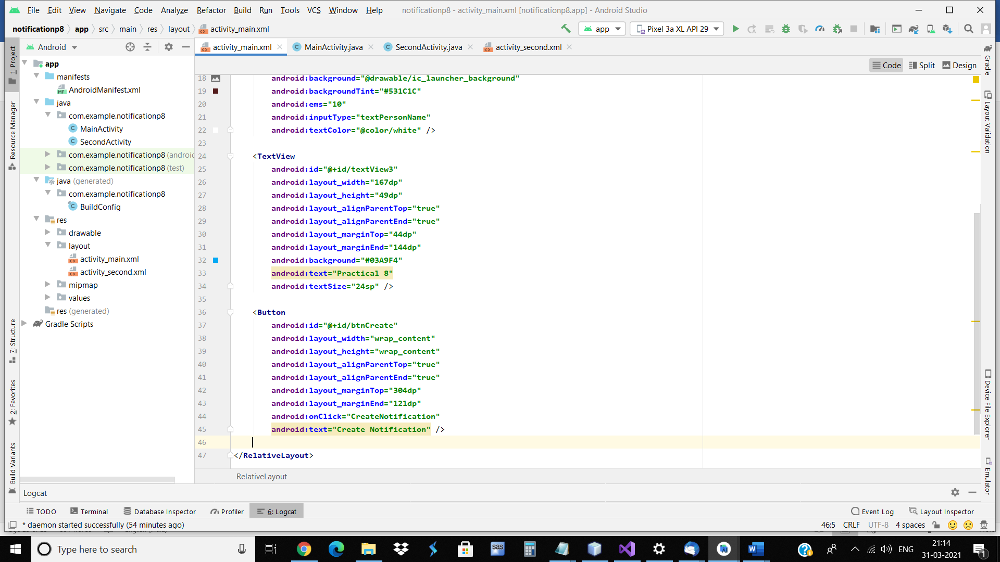 File Edit View Navigate Code Analyze Refactor Build Run Tools VCS Window Help notificationp8 - activity_main.xml [notificationp8.app] - Android Studio
notificationp8 app src main res layout activity_main.xml app Pixel 3a XL API 29
Android
activity_main.xml MainActivity.java SecondActivity.java activity_second.xml
Code Split Design
1: Project
Resource Manager
7: Structure
2: Favorites
Build Variants
app
manifests
AndroidManifest.xml
java
com.example.notificationp8
MainActivity
SecondActivity
com.example.notificationp8 (androic
com.example.notificationp8 (test)
java (generated)
com.example.notificationp8
BuildConfig
res
drawable
layout
activity_main.xml
activity_second.xml
mipmap
values
res (generated)
Gradle Scripts
18 android:background="@drawable/ic_launcher_background"
19 android:backgroundTint="#531C1C"
20 android:ems="10"
21 android:inputType="textPersonName"
22 android:textColor="@color/white" />
23
24 <TextView
25 android:id="@+id/textView3"
26 android:layout_width="167dp"
27 android:layout_height="49dp"
28 android:layout_alignParentTop="true"
29 android:layout_alignParentEnd="true"
30 android:layout_marginTop="44dp"
31 android:layout_marginEnd="144dp"
32 android:background="#03A9F4"
33 android:text="Practical 8"
34 android:textSize="24sp" />
35
36 <Button
37 android:id="@+id/btnCreate"
38 android:layout_width="wrap_content"
39 android:layout_height="wrap_content"
40 android:layout_alignParentTop="true"
41 android:layout_alignParentEnd="true"
42 android:layout_marginTop="304dp"
43 android:layout_marginEnd="121dp"
44 android:onClick="CreateNotification"
45 android:text="Create Notification" />
46
47 </RelativeLayout>
RelativeLayout
Gradle
Layout Validation
Device File Explorer
Emulator
Logcat
TODO Terminal Database Inspector Profiler 6: Logcat Event Log Layout Inspector
* daemon started successfully (54 minutes ago) 46:5 CRLF UTF-8 4 spaces
Type here to search sas ENG 21:14
31-03-2021 1